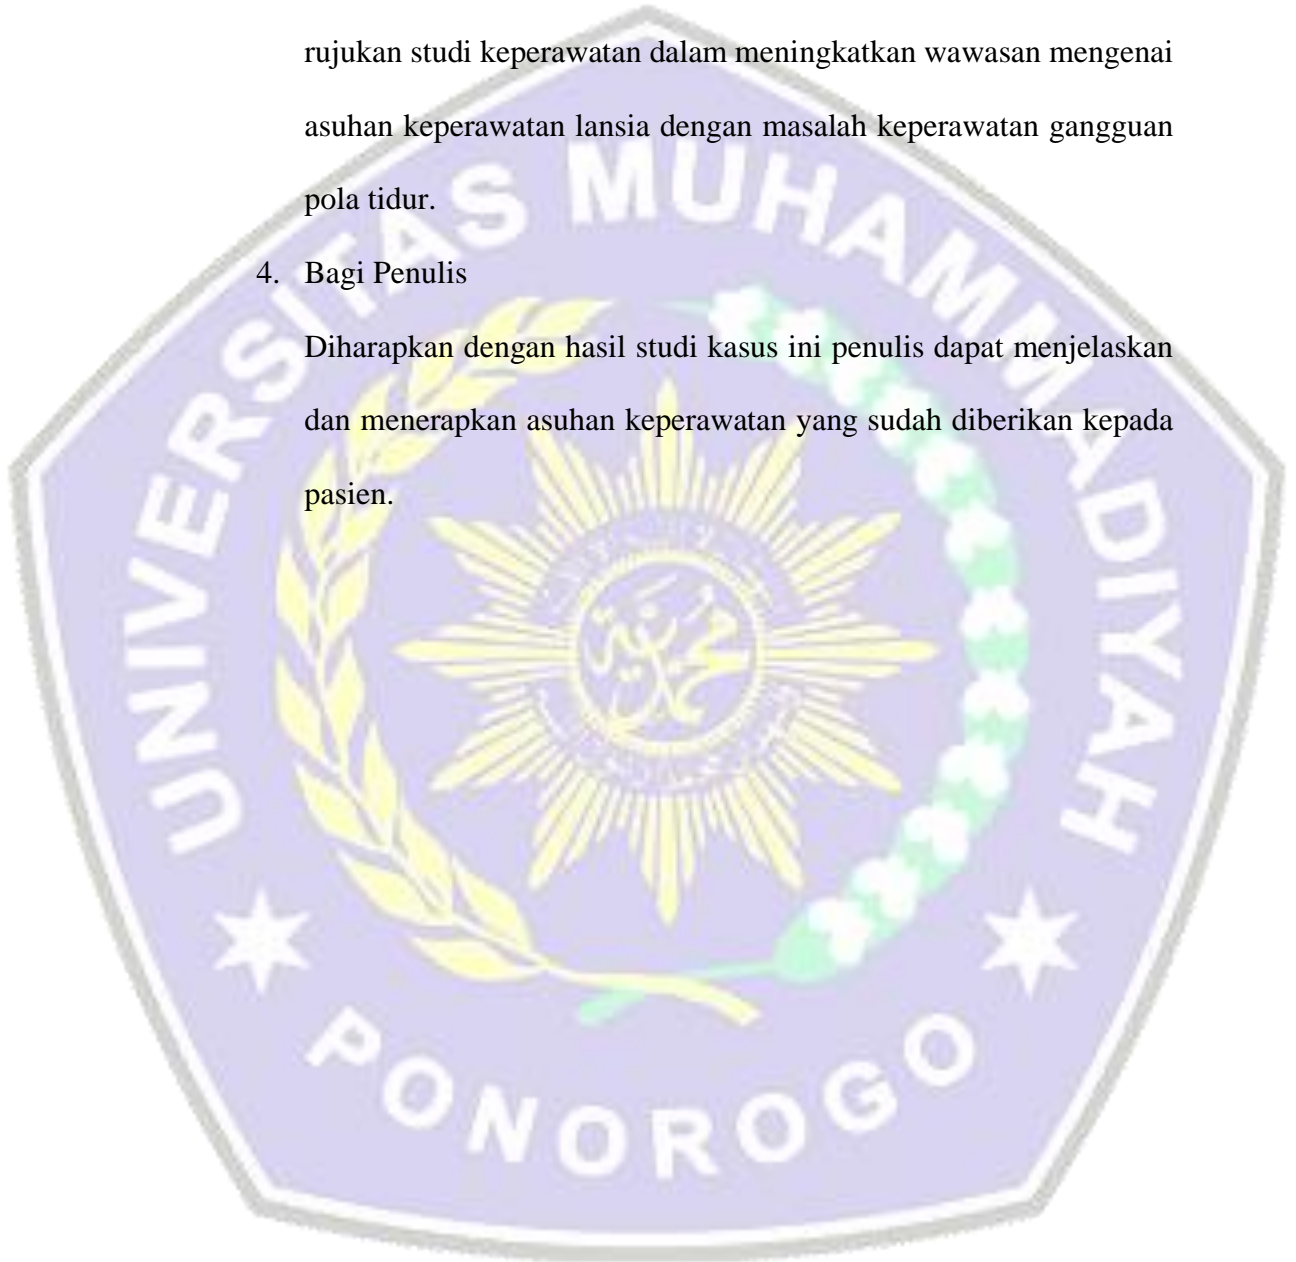 rujukan studi keperawatan dalam meningkatkan wawasan mengenai
asuhan keperawatan lansia dengan masalah keperawatan gangguan
pola tidur.
4. Bagi Penulis
Diharapkan dengan hasil studi kasus ini penulis dapat menjelaskan
dan menerapkan asuhan keperawatan yang sudah diberikan kepada
pasien.
UNIVERSITAS MUHAMMADIYAH
PONOROGO